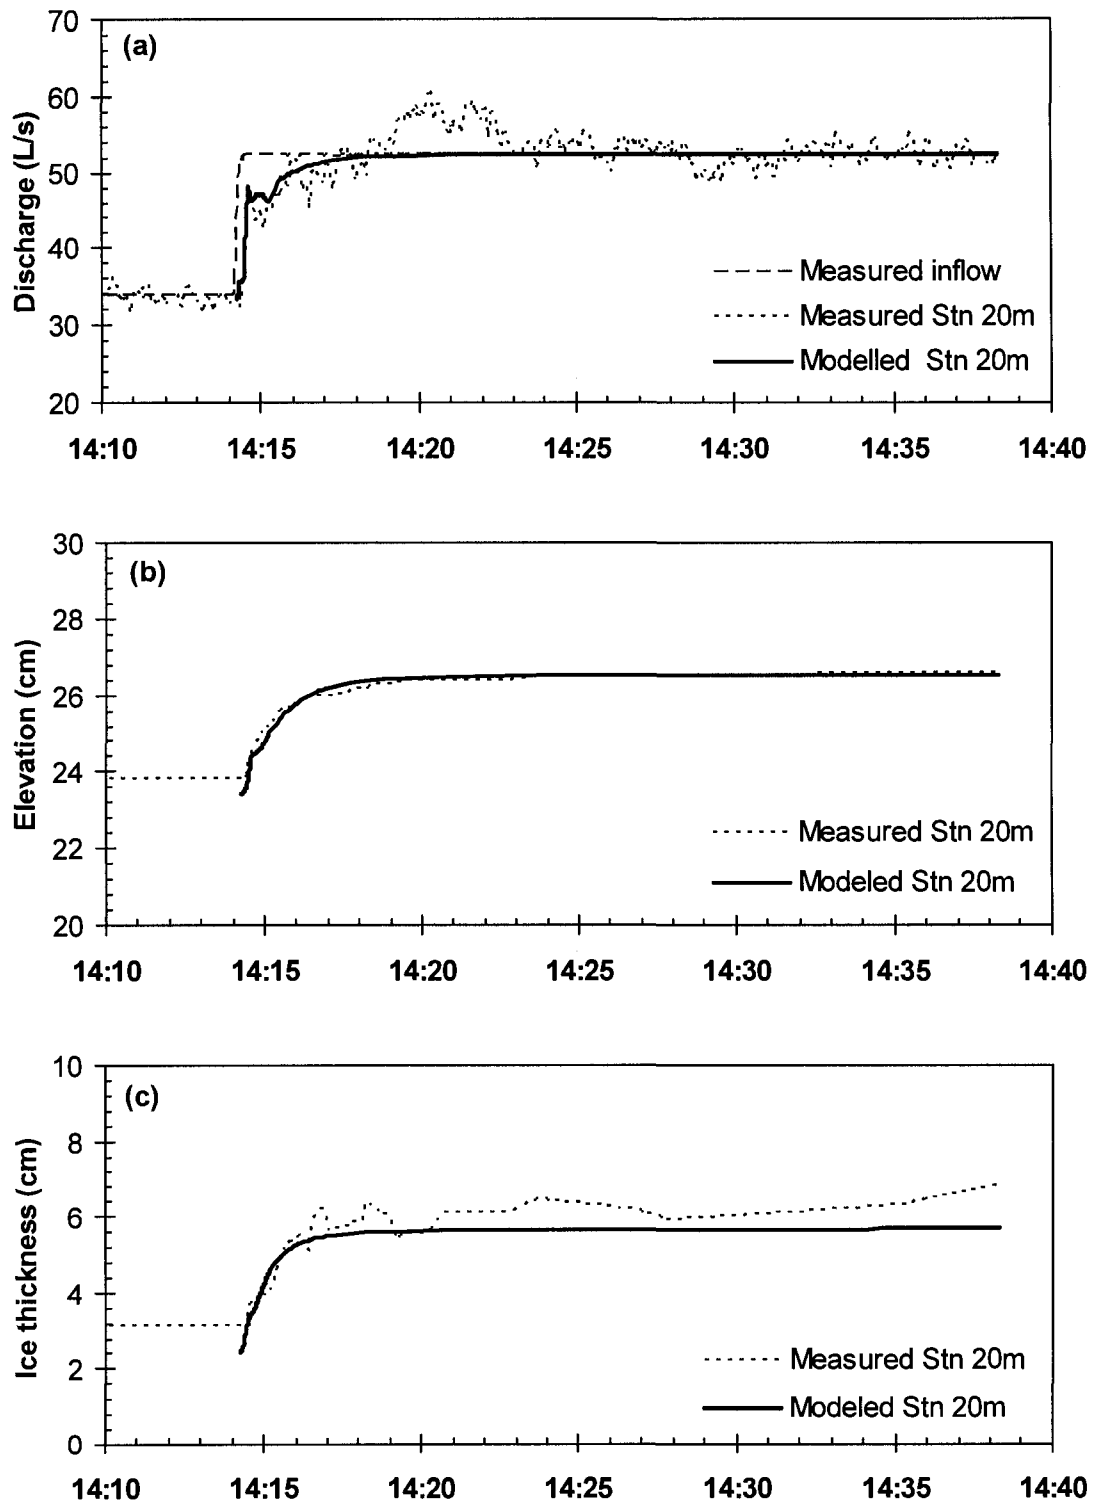 (a)
Discharge (L/s)
70
60
50
40
30
20
Measured inflow
Measured Stn 20m
Modelled Stn 20m
14:10 14:15 14:20 14:25 14:30 14:35 14:40
(b)
Elevation (cm)
30
28
26
24
22
20
Measured Stn 20m
Modeled Stn 20m
14:10 14:15 14:20 14:25 14:30 14:35 14:40
(c)
Ice thickness (cm)
10
8
6
4
2
0
Measured Stn 20m
Modeled Stn 20m
14:10 14:15 14:20 14:25 14:30 14:35 14:40